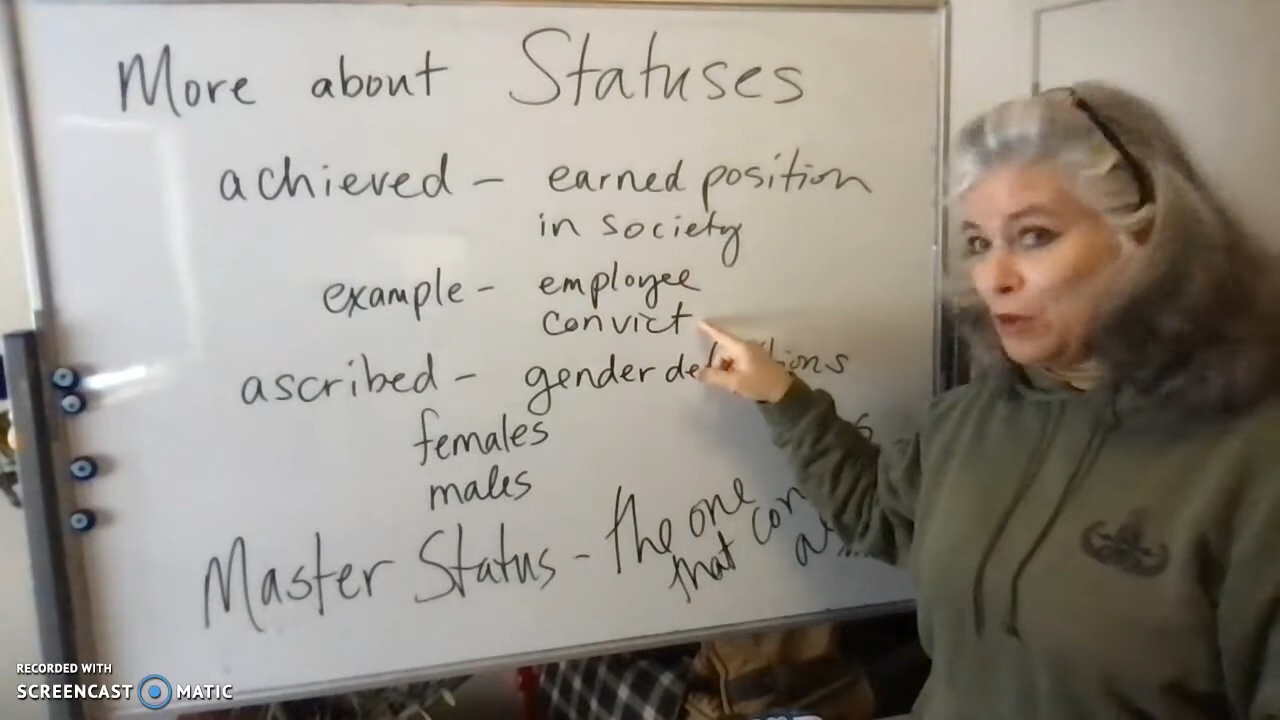 More about Statuses
achieved - earned position
in society
example - employee
convict
ascribed - gender
females
males
Master Status - the one
that
RECORDED WITH
SCREENCAST MATIC